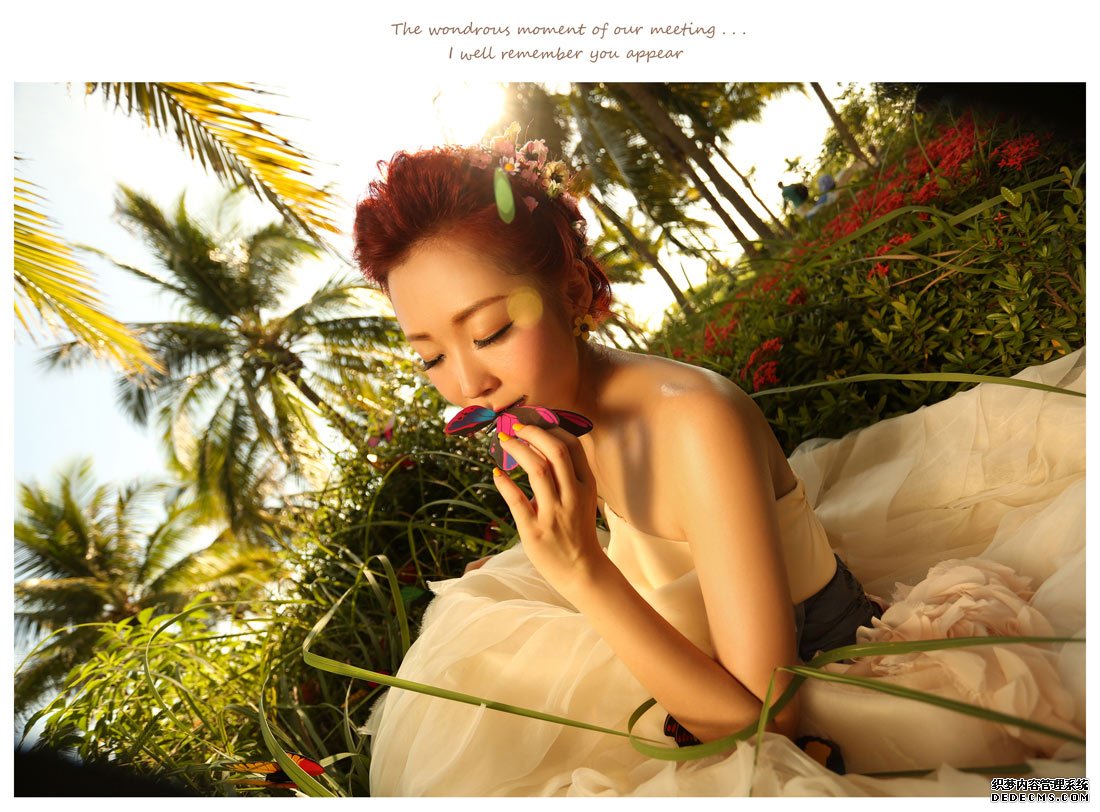 The wondrous moment of our meeting . . .
I well remember you appear
织梦内容管理系统
DEDECMS.COM